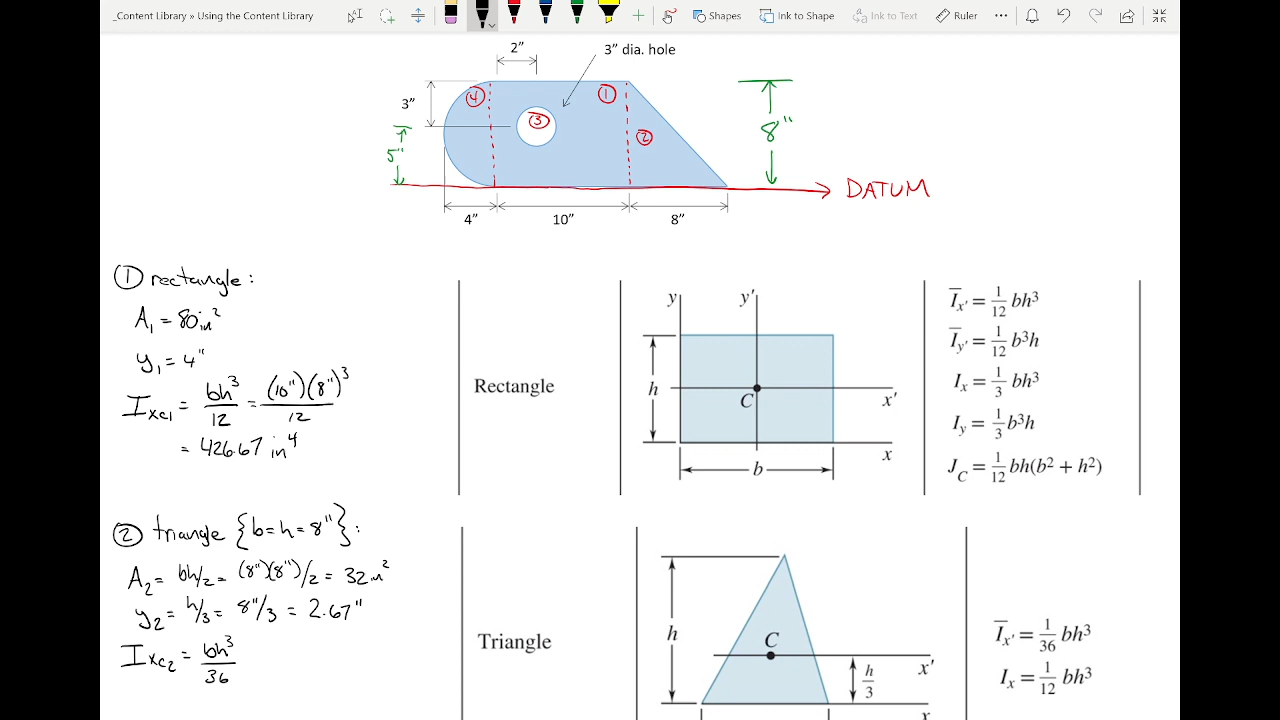 _Content Library » Using the Content Library
Shapes
Ink to Shape
Ink to Text
Ruler
2”
3” dia. hole
④
①
3”
③
②
8"
5"
DATUM
4”
10”
8”
① rectangle:
A₁ = 80in²
y₁ = 4"
Ixc₁ = bh³/12 = (10")(8")³/12
= 426.67 in⁴
Rectangle
y
y′
h
C
x′
x
b
Īx′ = 1/12 bh³
Īy′ = 1/12 b³h
Ix = 1/3 bh³
Iy = 1/3 b³h
JC = 1/12 bh(b² + h²)
② triangle {b=h=8"}:
A₂ = bh/2 = (8")(8")/2 = 32in²
y₂ = h/3 = 8"/3 = 2.67"
Ixc₂ = bh³/36
Triangle
h
C
x′
h/3
x
Īx′ = 1/36 bh³
Ix = 1/12 bh³